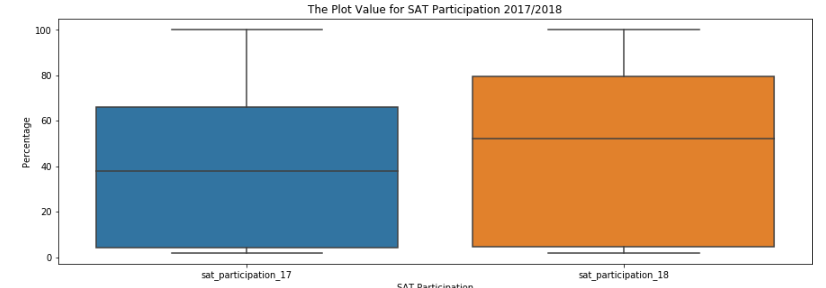 The Plot Value for SAT Participation 2017/2018
Percentage
100
80
60
40
20
0
sat_participation_17
sat_participation_18
SAT Participation